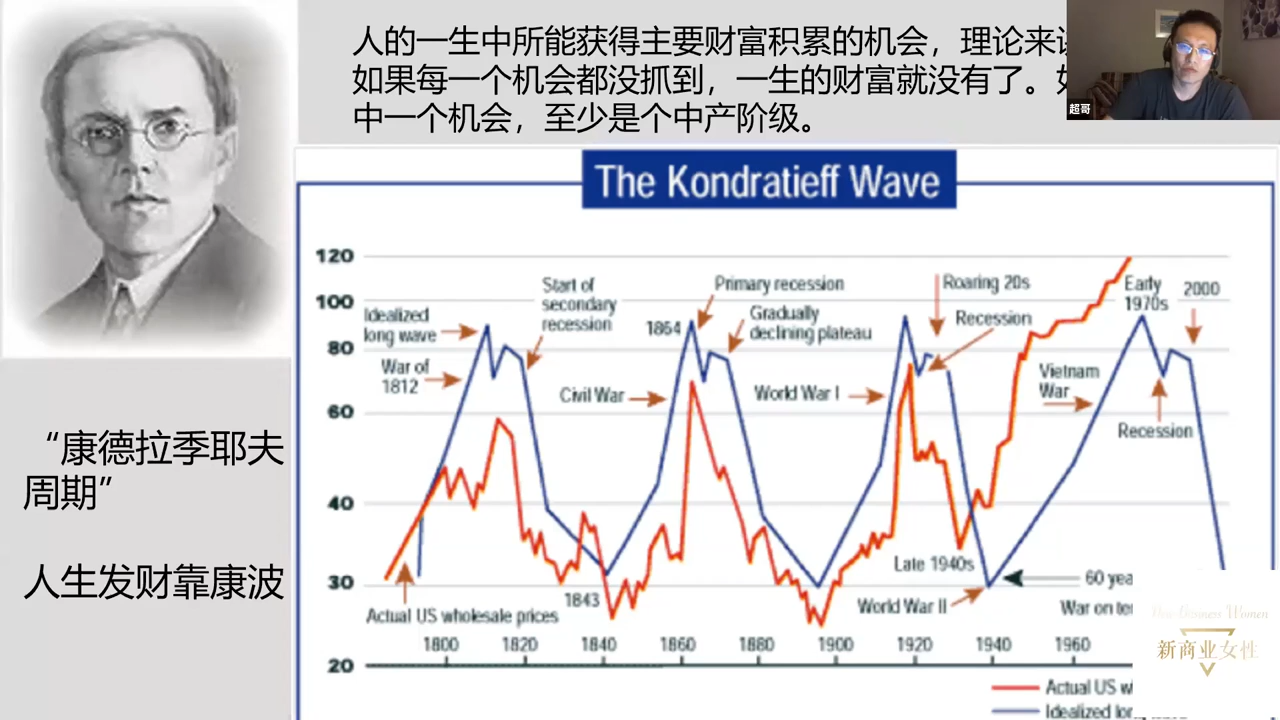 人的一生中所能获得主要财富积累的机会，理论来
如果每一个机会都没抓到，一生的财富就没有了。
中一个机会，至少是个中产阶级。
超哥
The Kondratieff Wave
120
100
80
60
40
30
20
Idealized
long wave
War of
1812
Start of
secondary
recession
1864
Primary recession
Gradually
declining plateau
Civil War
World War I
Roaring 20s
Recession
Vietnam
War
Early
1970s
2000
Recession
“康德拉季耶夫
周期”
人生发财靠康波
Actual US wholesale prices
1843
Late 1940s
World War II
60
War on
1800 1820 1840 1860 1880 1900 1920 1940 1960
Actual US
Idealized
新商业女性